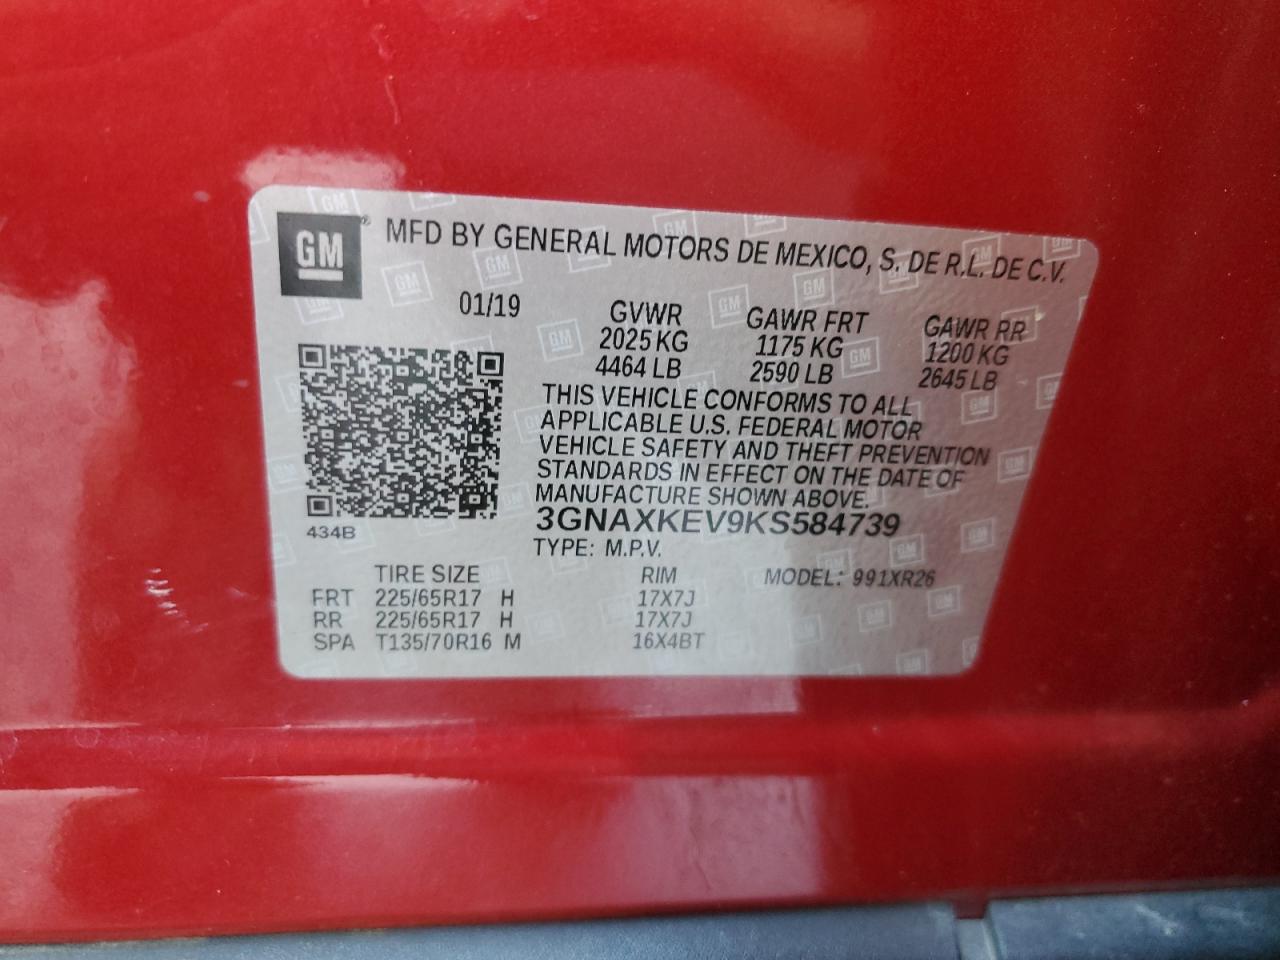 GM® MFD BY GENERAL MOTORS DE MEXICO, S. DE R.L. DE C.V.
01/19
GVWR GAWR FRT GAWR RR
2025 KG 1175 KG 1200 KG
4464 LB 2590 LB 2645 LB
THIS VEHICLE CONFORMS TO ALL
APPLICABLE U.S. FEDERAL MOTOR
VEHICLE SAFETY AND THEFT PREVENTION
STANDARDS IN EFFECT ON THE DATE OF
MANUFACTURE SHOWN ABOVE.
3GNAXKEV9KS584739
434B
TYPE: M.P.V.
TIRE SIZE RIM MODEL: 991XR26
FRT 225/65R17 H 17X7J
RR 225/65R17 H 17X7J
SPA T135/70R16 M 16X4BT